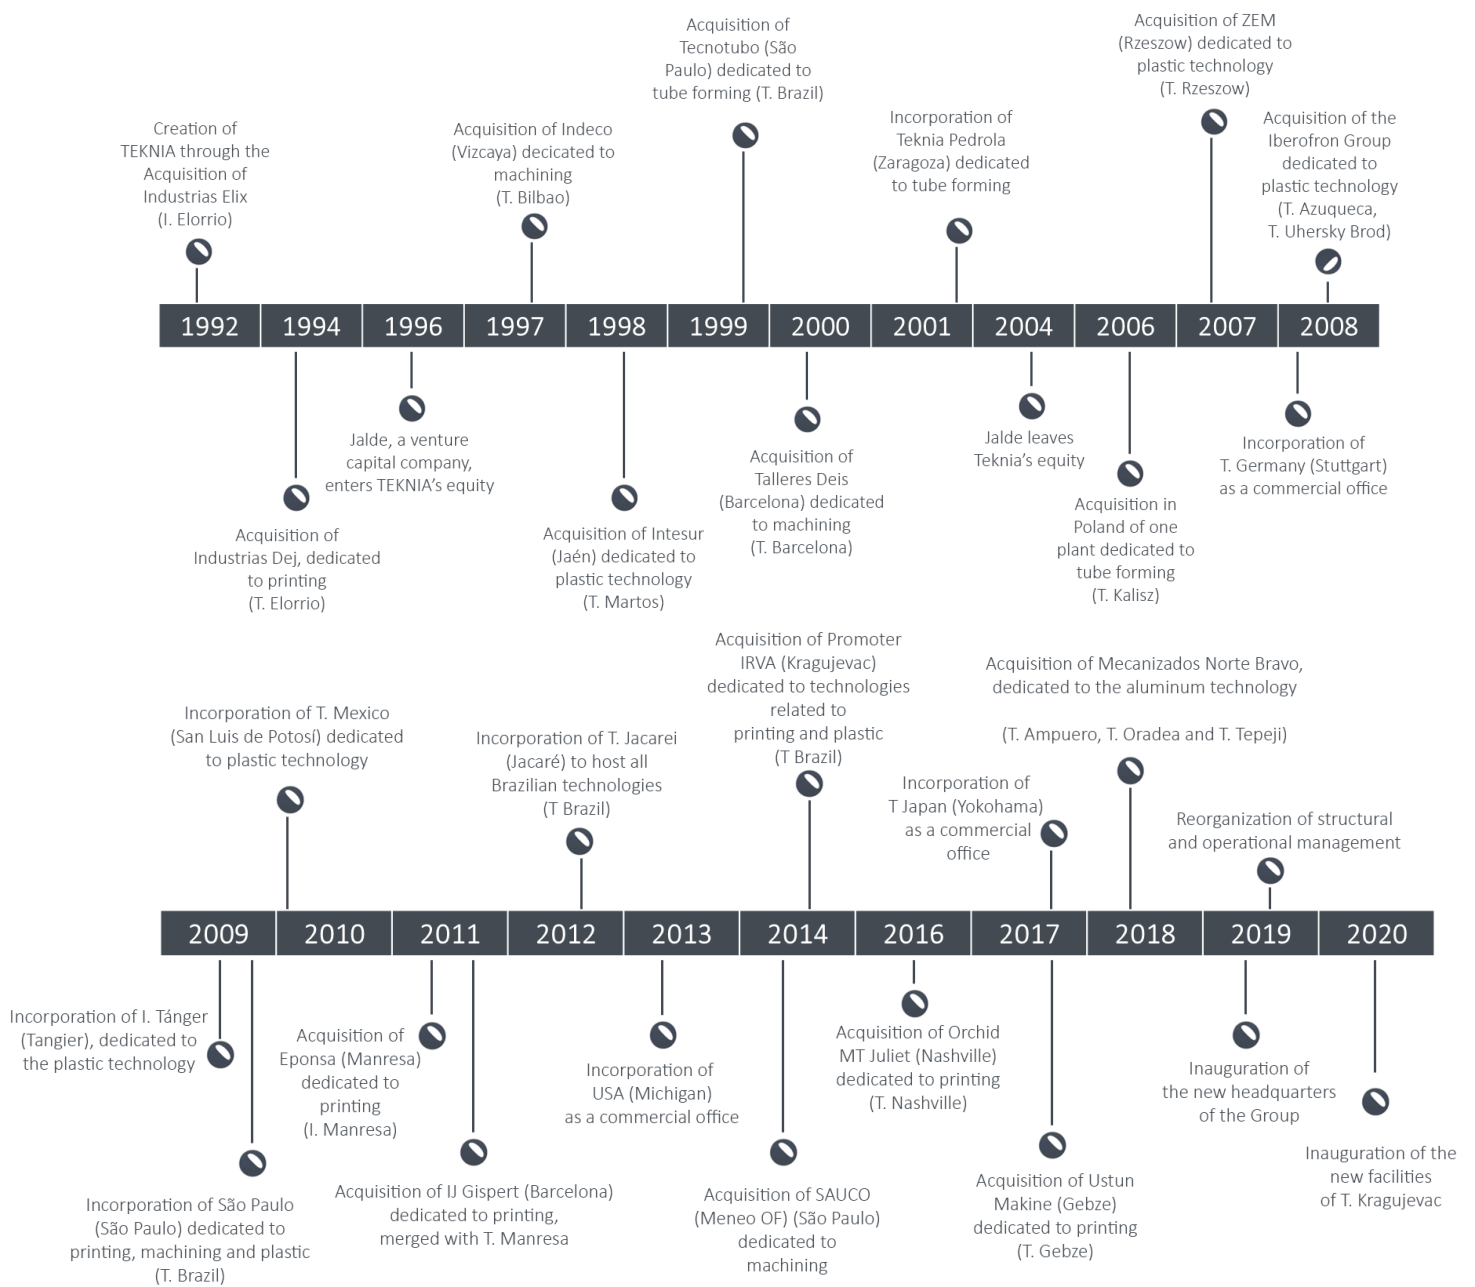 Creation of
TEKNIA through the
Acquisition of
Industrias Elix
(I. Elorrio)
Acquisition of Indeco
(Vizcaya) decicated to
machining
(T. Bilbao)
Acquisition of
Tecnotubo (São
Paulo) dedicated to
tube forming (T. Brazil)
Incorporation of
Teknia Pedrola
(Zaragoza) dedicated
to tube forming
Acquisition of ZEM
(Rzeszow) dedicated to
plastic technology
(T. Rzeszow)
Acquisition of the
Iberofron Group
dedicated to
plastic technology
(T. Azuqueca,
T. Uhersky Brod)
1992 1994 1996 1997 1998 1999 2000 2001 2004 2006 2007 2008
Acquisition of
Industrias Dej, dedicated
to printing
(T. Elorrio)
Jalde, a venture
capital company,
enters TEKNIA's equity
Acquisition of Intesur
(Jaén) dedicated to
plastic technology
(T. Martos)
Acquisition of
Talleres Deis
(Barcelona) dedicated
to machining
(T. Barcelona)
Jalde leaves
Teknia's equity
Acquisition in
Poland of one
plant dedicated to
tube forming
(T. Kalisz)
Incorporation of
T. Germany (Stuttgart)
as a commercial office
Incorporation of T. Mexico
(San Luis de Potosí) dedicated
to plastic technology
Incorporation of T. Jacarei
(Jacaré) to host all
Brazilian technologies
(T Brazil)
Acquisition of Promoter
IRVA (Kragujevac)
dedicated to technologies
related to
printing and plastic
(T Brazil)
Incorporation of
T Japan (Yokohama)
as a commercial
office
Acquisition of Mecanizados Norte Bravo,
dedicated to the aluminum technology
(T. Ampuero, T. Oradea and T. Tepeji)
Reorganization of structural
and operational management
2009 2010 2011 2012 2013 2014 2016 2017 2018 2019 2020
Incorporation of I. Tánger
(Tangier), dedicated to
the plastic technology
Incorporation of São Paulo
(São Paulo) dedicated to
printing, machining and plastic
(T. Brazil)
Acquisition of
Eponsa (Manresa)
dedicated to
printing
(I. Manresa)
Acquisition of IJ Gispert (Barcelona)
dedicated to printing,
merged with T. Manresa
Incorporation of
USA (Michigan)
as a commercial office
Acquisition of SAUCO
(Meneo OF) (São Paulo)
dedicated to
machining
Acquisition of Orchid
MT Juliet (Nashville)
dedicated to printing
(T. Nashville)
Acquisition of Ustun
Makine (Gebze)
dedicated to printing
(T. Gebze)
Inauguration of
the new headquarters
of the Group
Inauguration of the
new facilities
of T. Kragujevac